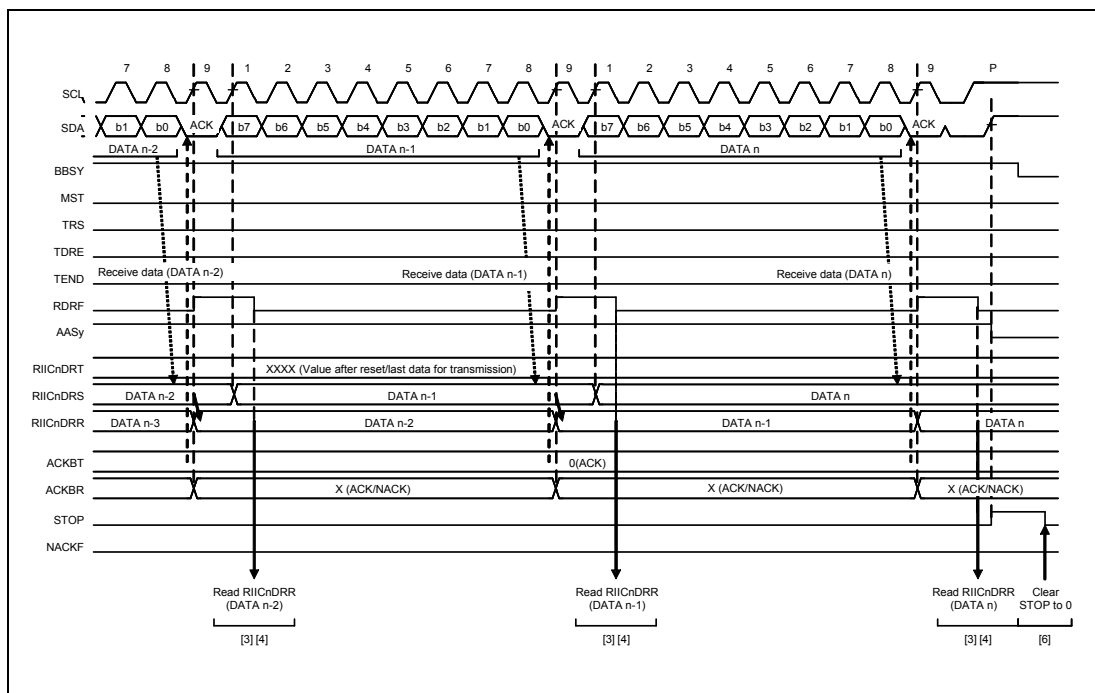 7 8 9 1 2 3 4 5 6 7 8 9 1 2 3 4 5 6 7 8 9 P
SCL
SDA b1 b0 ACK b7 b6 b5 b4 b3 b2 b1 b0 ACK b7 b6 b5 b4 b3 b2 b1 b0 ACK
DATA n-2 DATA n-1 DATA n
BBSY
MST
TRS
TDRE
TEND
Receive data (DATA n-2) Receive data (DATA n-1) Receive data (DATA n)
RDRF
AASy
RIICnDRT XXXX (Value after reset/last data for transmission)
RIICnDRS DATA n-2 DATA n-1 DATA n
RIICnDRR DATA n-3 DATA n-2 DATA n-1 DATA n
ACKBT 0(ACK)
ACKBR X (ACK/NACK) X (ACK/NACK) X (ACK/NACK)
STOP
NACKF
Read RIICnDRR Read RIICnDRR Read RIICnDRR Clear
(DATA n-2) (DATA n-1) (DATA n) STOP to 0
[3] [4] [3] [4] [3] [4] [6]